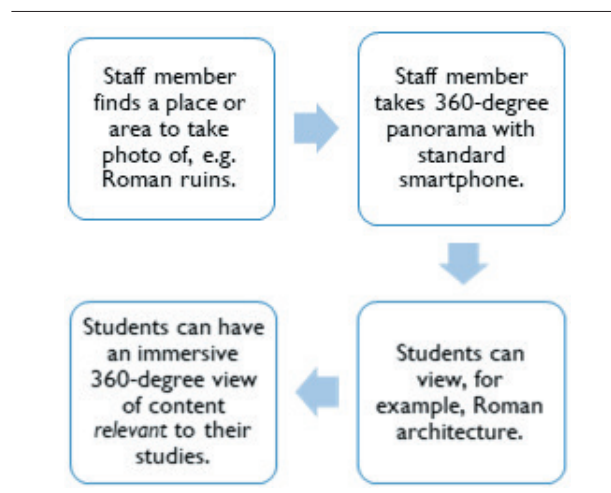 Staff member
finds a place or
area to take
photo of, e.g.
Roman ruins.
Staff member
takes 360-degree
panorama with
standard
smartphone.
Students can
view, for
example, Roman
architecture.
Students can have
an immersive
360-degree view
of content
relevant to their
studies.